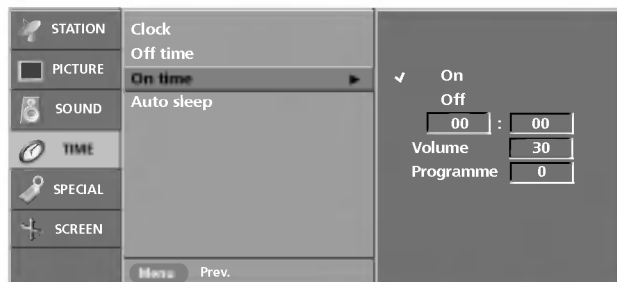 STATION
PICTURE
SOUND
TIME
SPECIAL
SCREEN
Clock
Off time
On time
Auto sleep
Menu Prev.
On
Off
00 : 00
Volume 30
Programme 0